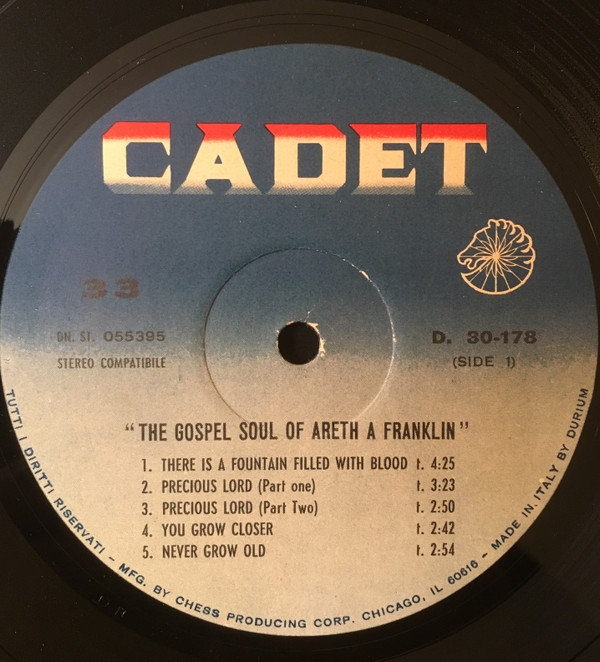 CADET
33
DN. ST. 055395
STEREO COMPATIBILE
D. 30-178
(SIDE 1)
"THE GOSPEL SOUL OF ARETH A FRANKLIN"
1. THERE IS A FOUNTAIN FILLED WITH BLOOD t. 4:25
2. PRECIOUS LORD (Part one) t. 3:23
3. PRECIOUS LORD (Part Two) t. 2:50
4. YOU GROW CLOSER t. 2:42
5. NEVER GROW OLD t. 2:54
TUTTI I DIRITTI RISERVATI - MFG. BY CHESS PRODUCING CORP. CHICAGO, IL 60616 - MADE IN ITALY BY DURIUM